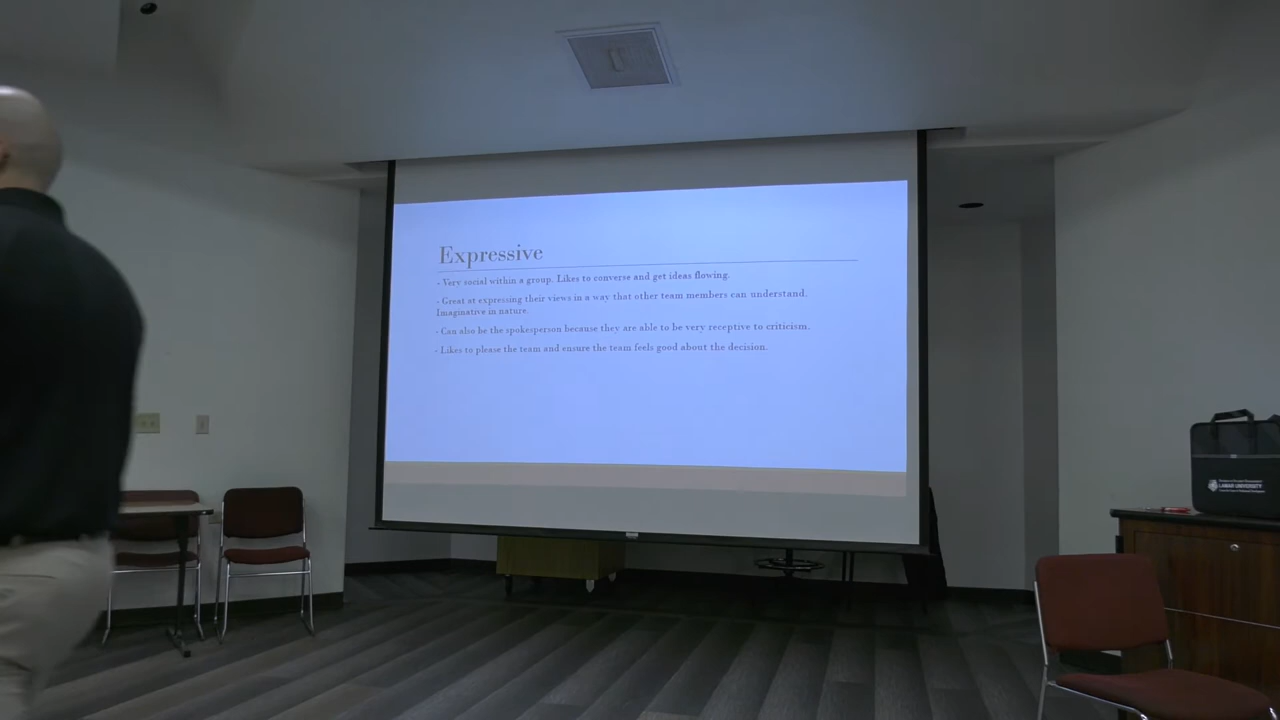 Expressive
- Very social within a group. Likes to converse and get ideas flowing.
- Great at expressing their views in a way that other team members can understand.
Imaginative in nature.
- Can also be the spokesperson because they are able to be very receptive to criticism.
- Likes to please the team and ensure the team feels good about the decision.
LAMAR UNIVERSITY